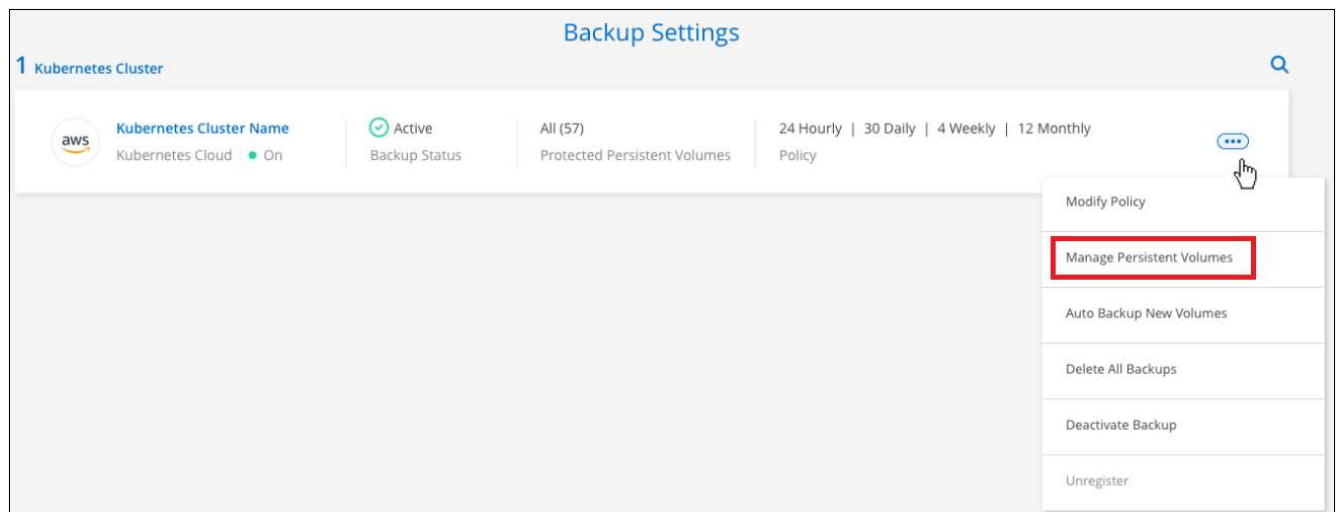 Backup Settings
1 Kubernetes Cluster
aws
Kubernetes Cluster Name
Active
All (57)
24 Hourly | 30 Daily | 4 Weekly | 12 Monthly
Kubernetes Cloud
On
Backup Status
Protected Persistent Volumes
Policy
Modify Policy
Manage Persistent Volumes
Auto Backup New Volumes
Delete All Backups
Deactivate Backup
Unregister